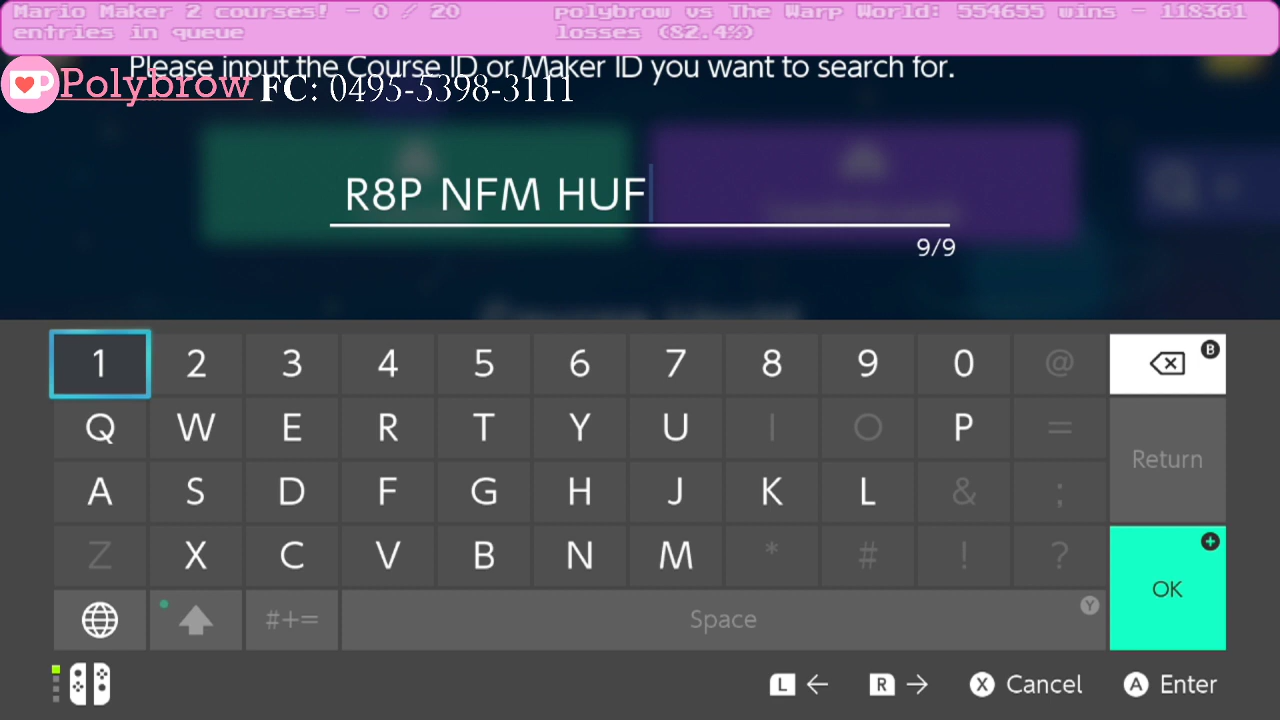 Mario Maker 2 courses! - 0 / 20
entries in queue
polybrow vs The Warp World: 554655 wins - 118361
losses (82.4%)
Please input the Course ID or Maker ID you want to search for.
Polybrow FC: 0495-5398-3111
R8P NFM HUF
9/9
Course World
1 2 3 4 5 6 7 8 9 0 @ B
Q W E R T Y U I O P =
Return
A S D F G H J K L & ;
Z X C V B N M * # ! ? +
OK
#+= Space Y
L ← R → X Cancel A Enter